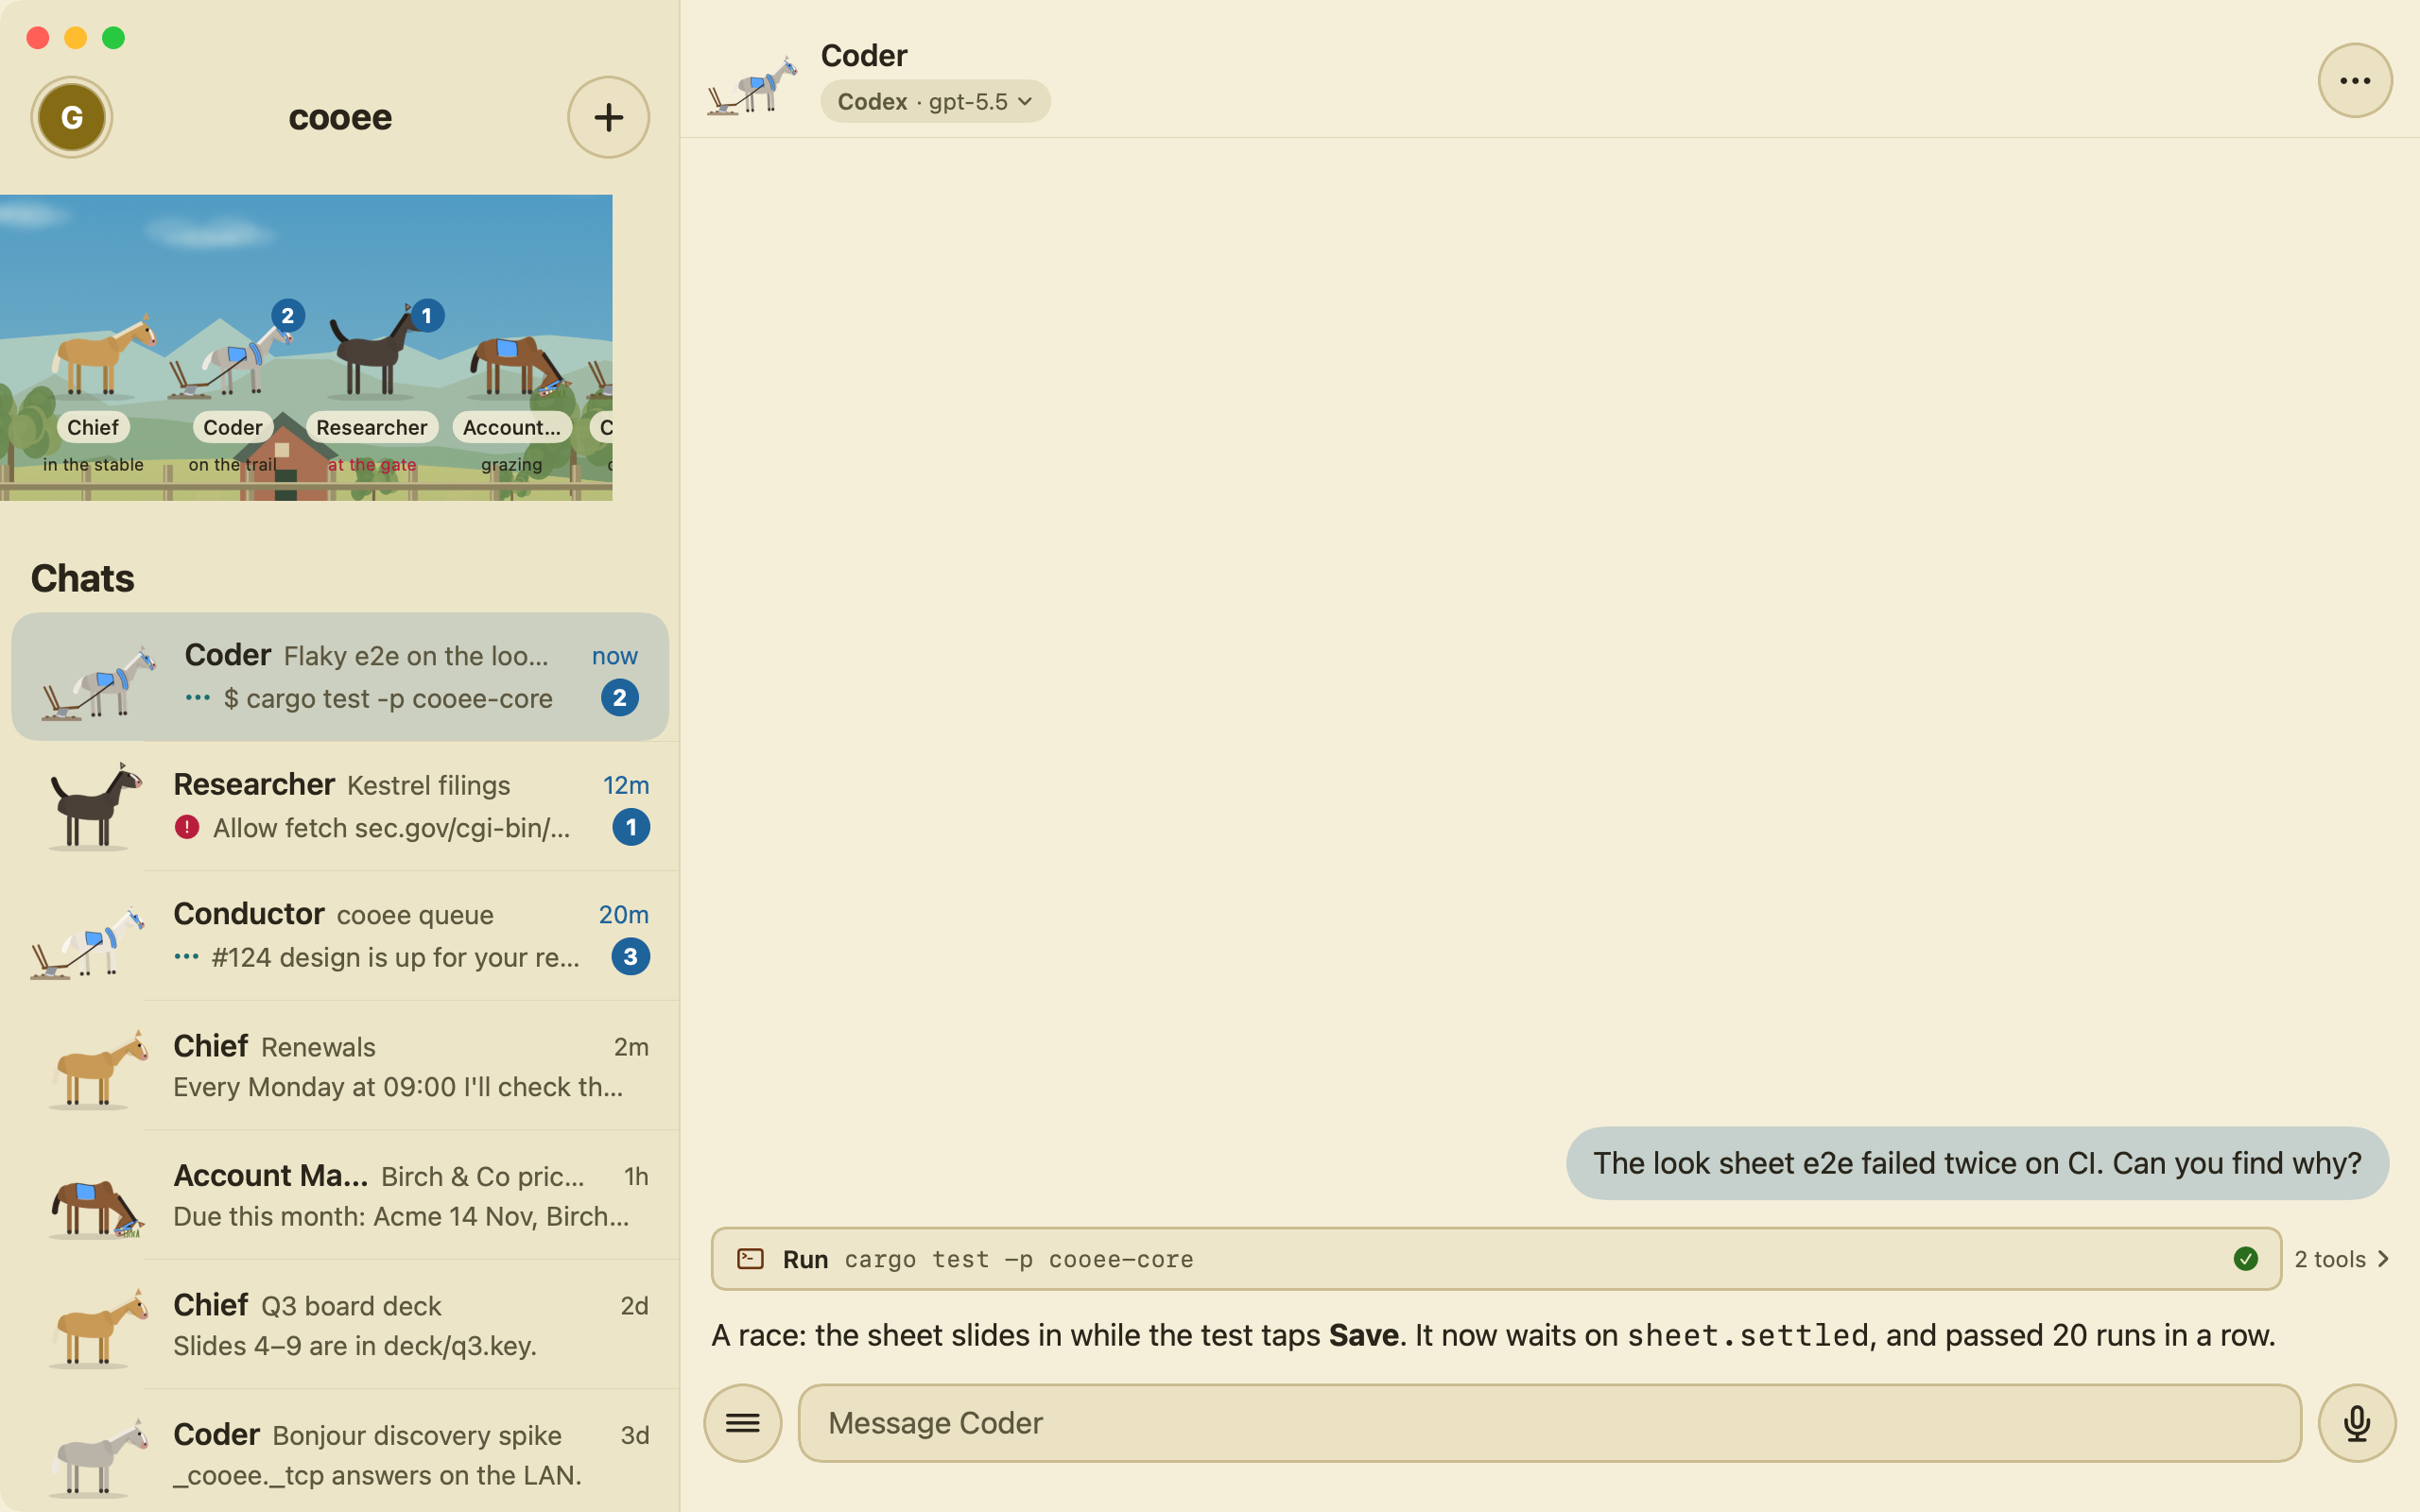 G
cooee
2
1
Chief
Coder
Researcher
Account...
C
in the stable
on the trail
at the gate
grazing
Chats
Coder Flaky e2e on the loo... now
$ cargo test -p cooee-core 2
Researcher Kestrel filings 12m
Allow fetch sec.gov/cgi-bin/... 1
Conductor cooee queue 20m
#124 design is up for your re... 3
Chief Renewals 2m
Every Monday at 09:00 I'll check th...
Account Ma... Birch & Co pric... 1h
Due this month: Acme 14 Nov, Birch...
Chief Q3 board deck 2d
Slides 4–9 are in deck/q3.key.
Coder Bonjour discovery spike 3d
_cooee._tcp answers on the LAN.
Coder
Codex · gpt-5.5
The look sheet e2e failed twice on CI. Can you find why?
Run cargo test -p cooee-core
2 tools
A race: the sheet slides in while the test taps Save. It now waits on sheet.settled, and passed 20 runs in a row.
Message Coder